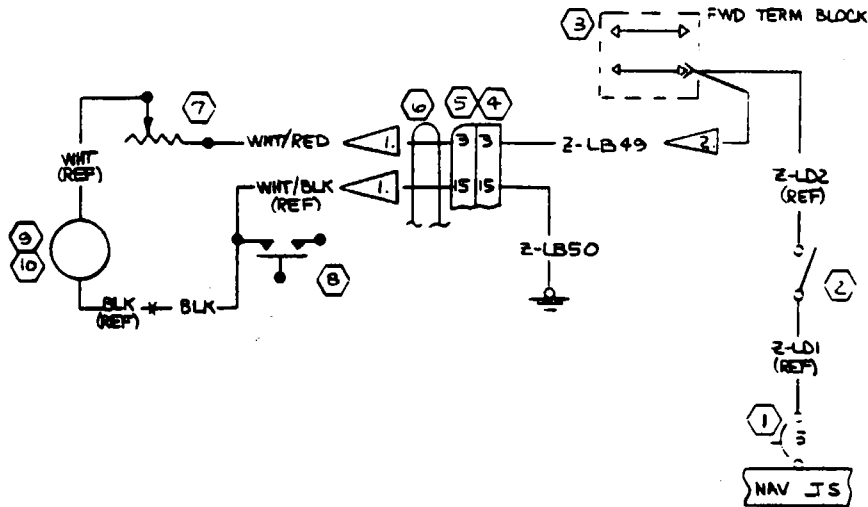 3
FWD TERM BLOCK
7
6
5
4
WHT/RED
1.
3
3
Z-LB49
2.
WHT
(REF)
WHT/BLK
(REF)
1.
15
15
Z-LD2
(REF)
9
10
8
Z-LB50
2
BLK
(REF)
BLK
Z-LD1
(REF)
1
NAV J5